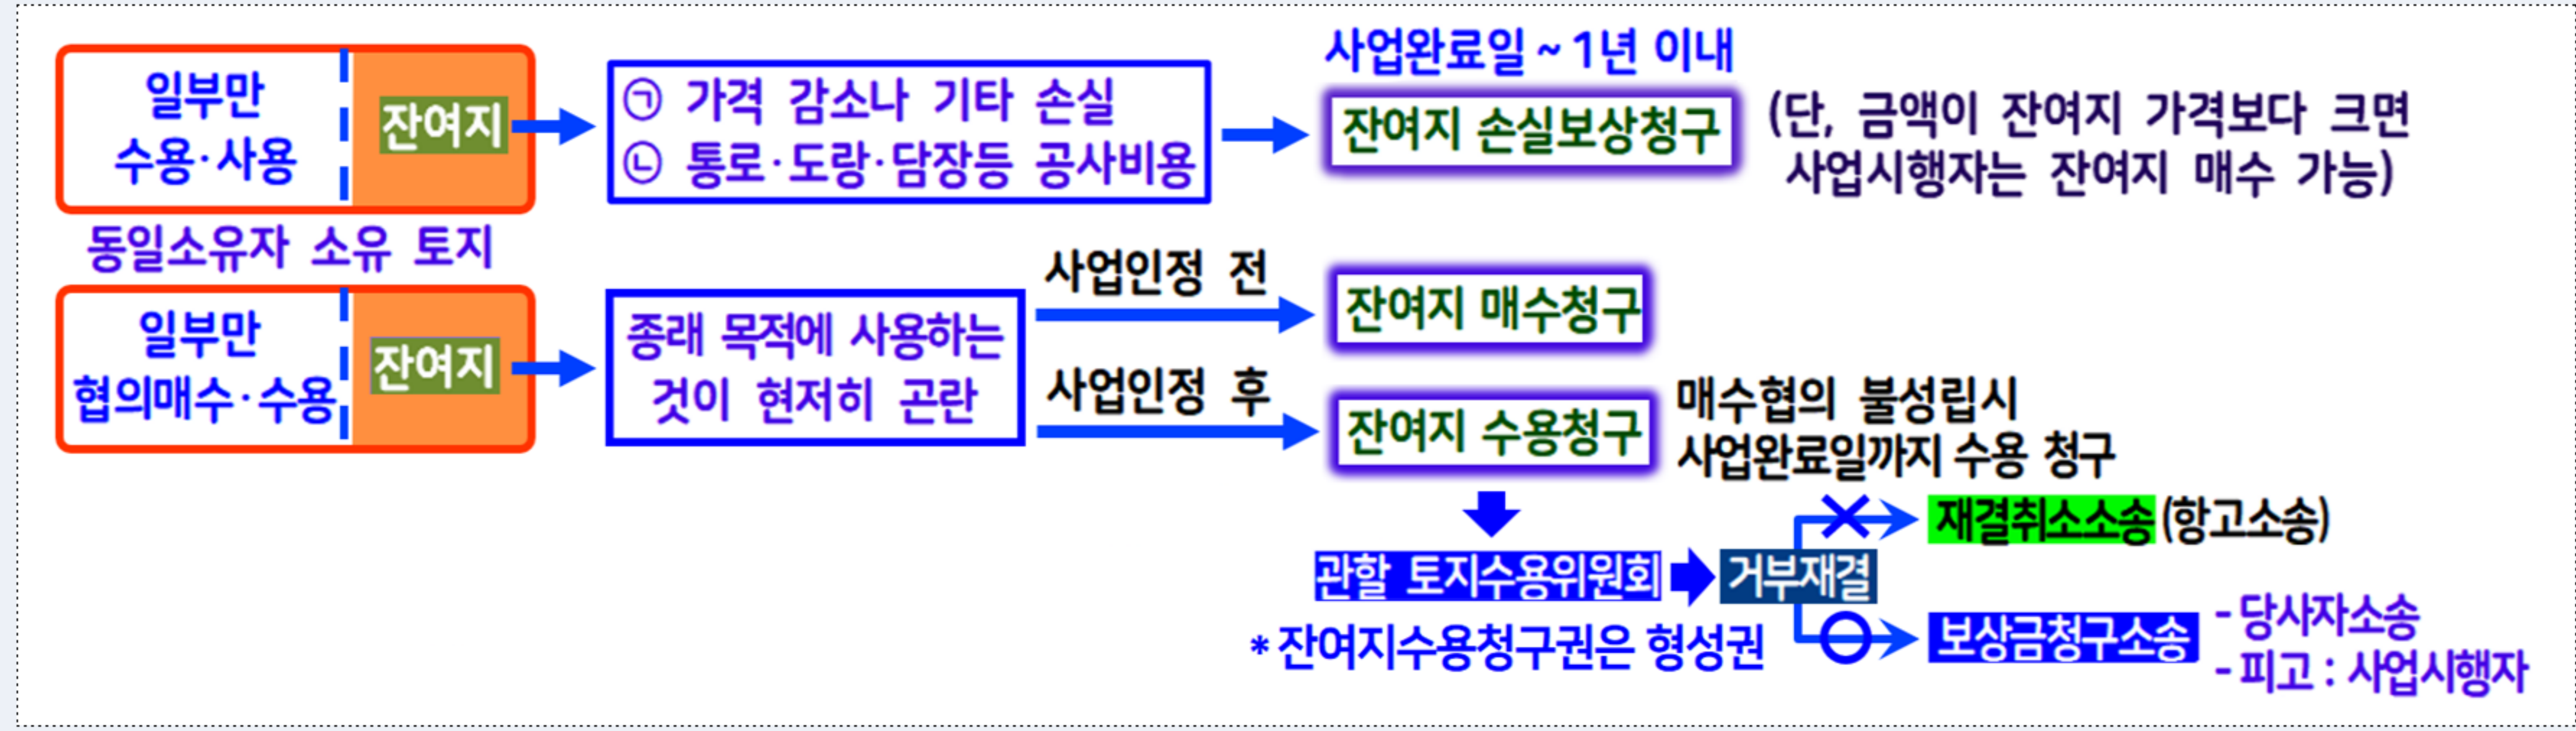 일부만
수용·사용
잔여지
㉠ 가격 감소나 기타 손실
㉡ 통로·도랑·담장등 공사비용
사업완료일 ~ 1년 이내
잔여지 손실보상청구
(단, 금액이 잔여지 가격보다 크면
사업시행자는 잔여지 매수 가능)
동일소유자 소유 토지
일부만
협의매수·수용
잔여지
종래 목적에 사용하는
것이 현저히 곤란
사업인정 전
잔여지 매수청구
사업인정 후
잔여지 수용청구
매수협의 불성립시
사업완료일까지 수용 청구
관할 토지수용위원회
거부재결
재결취소소송(항고소송)
보상금청구소송
- 당사자소송
- 피고 : 사업시행자
* 잔여지수용청구권은 형성권